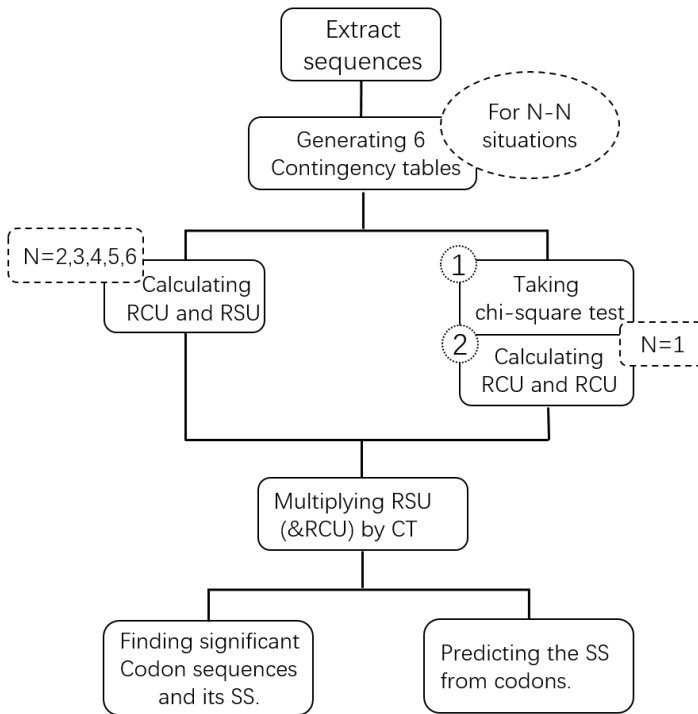 Extract
sequences
For N-N
situations
Generating 6
Contingency tables
N=2,3,4,5,6
Calculating
RCU and RSU
1
Taking
chi-square test
2
Calculating
RCU and RCU
N=1
Multiplying RSU
(&RCU) by CT
Finding significant
Codon sequences
and its SS.
Predicting the SS
from codons.